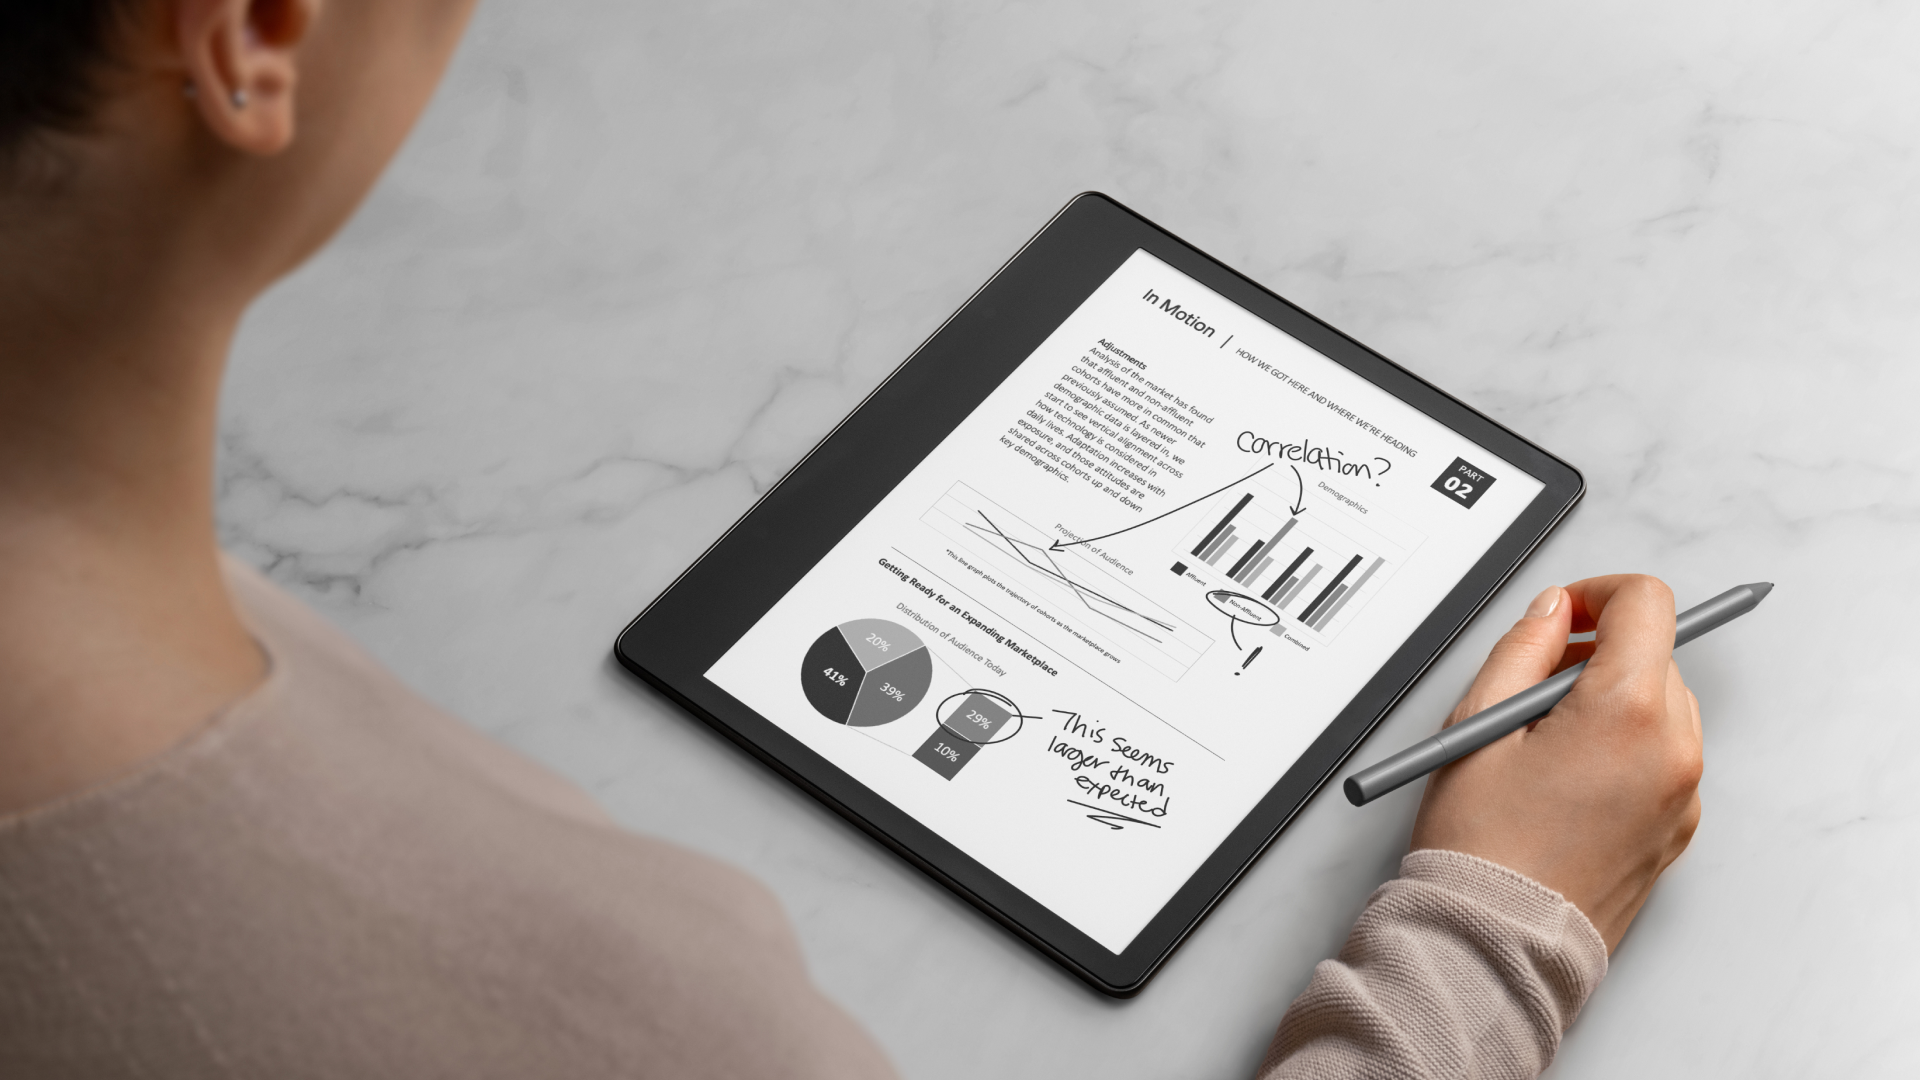 In Motion | HOW WE GOT HERE AND WHERE WE'RE HEADING
PART
02
Adjustments
Analysis of the market has found
that affluent and non-affluent
cohorts have more in common that
previously assumed. As newer
demographic data is layered in, we
start to see vertical alignment across
how technology is considered in
daily lives. Adaptation increases with
exposure, and those attitudes are
shared across cohorts up and down
key demographics.
Correlation?
Demographics
Affluent
Non-Affluent
Combined
!
Projection of Audience
*This line graph plots the trajectory of cohorts as the marketplace grows
Getting Ready for an Expanding Marketplace
Distribution of Audience Today
20%
41%
39%
29%
10%
This seems
larger than
expected